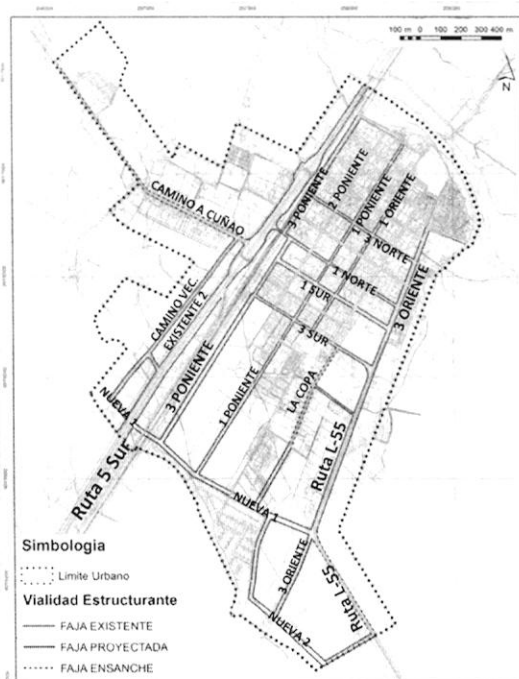 100 m 0 100 200 300 400 m
N
3 PONIENTE
2 PONIENTE
1 PONIENTE
1 ORIENTE
3 NORTE
CAMINO A CUÑAO
1 NORTE
1 SUR
3 ORIENTE
CAMINO VEC
EXISTENTE 2
3 SUR
3 PONIENTE
1 PONIENTE
LA COPA
NUEVA 1
Ruta 5 Sur
Ruta L-55
NUEVA 1
3 ORIENTE
Ruta L-55
NUEVA 2
Simbologia
Limite Urbano
Vialidad Estructurante
FAJA EXISTENTE
FAJA PROYECTADA
FAJA ENSANCHE